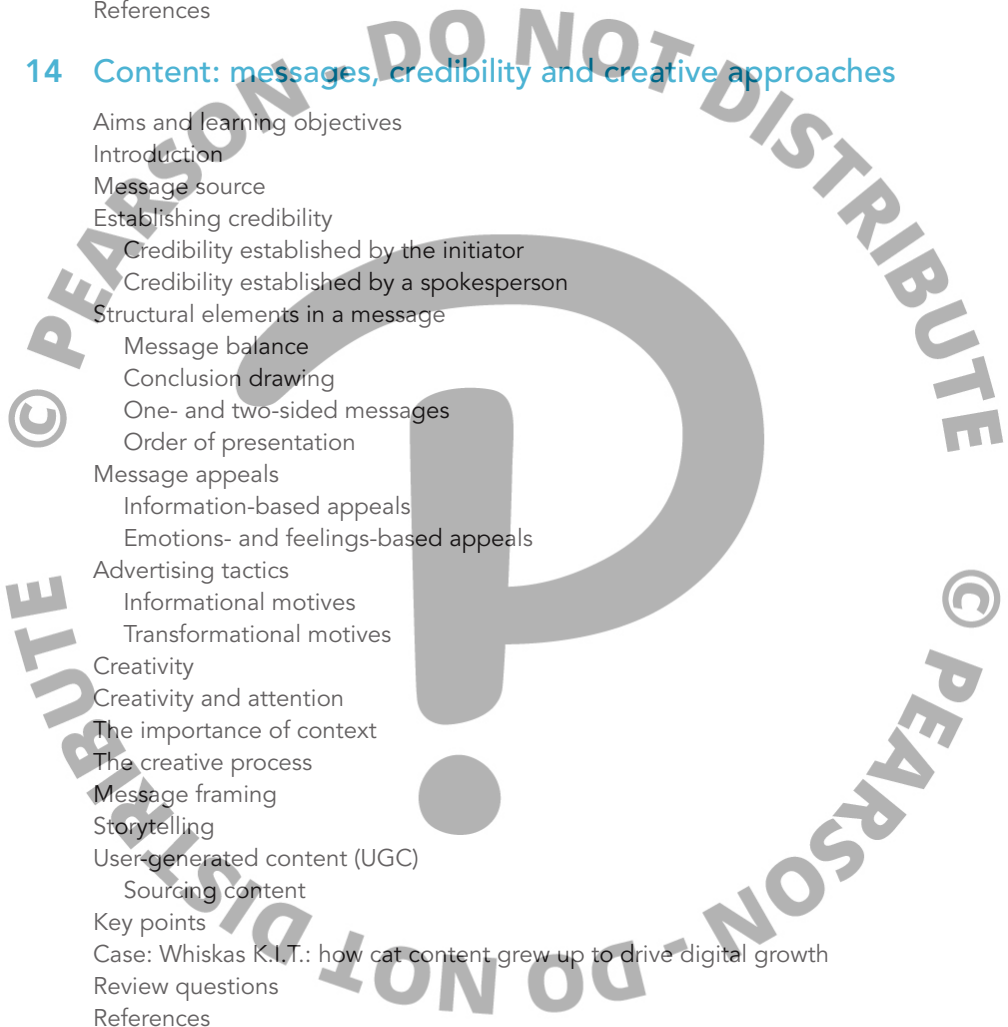 References
14 Content: messages, credibility and creative approaches
Aims and learning objectives
Introduction
Message source
Establishing credibility
Credibility established by the initiator
Credibility established by a spokesperson
Structural elements in a message
Message balance
Conclusion drawing
One- and two-sided messages
Order of presentation
Message appeals
Information-based appeals
Emotions- and feelings-based appeals
Advertising tactics
Informational motives
Transformational motives
Creativity
Creativity and attention
The importance of context
The creative process
Message framing
Storytelling
User-generated content (UGC)
Sourcing content
Key points
Case: Whiskas K.I.T.: how cat content grew up to drive digital growth
Review questions
References
© PEARSON - DO NOT DISTRIBUTE
© PEARSON - DO NOT DISTRIBUTE